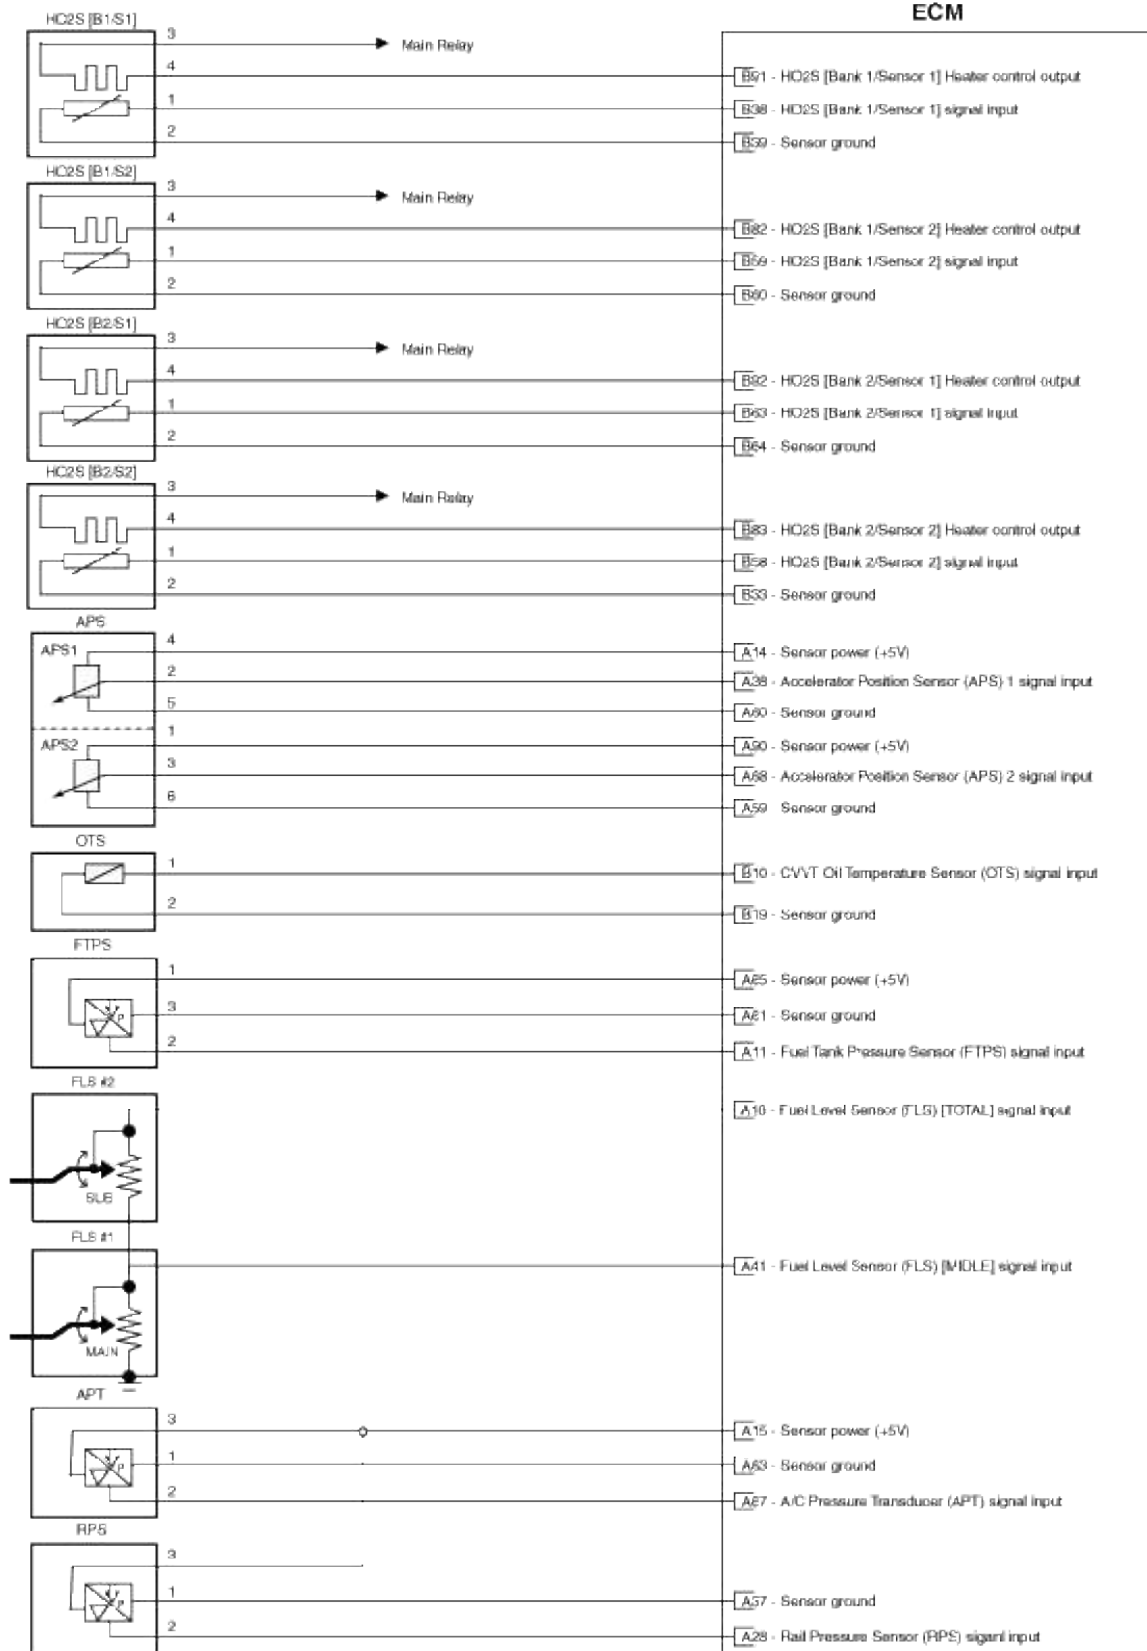 ECM
HO2S [B1/S1]
3
Main Relay
4
B91 - HO2S [Bank 1/Sensor 1] Heater control output
1
B38 - HO2S [Bank 1/Sensor 1] signal input
2
B39 - Sensor ground
HO2S [B1/S2]
3
Main Relay
4
B82 - HO2S [Bank 1/Sensor 2] Heater control output
1
B59 - HO2S [Bank 1/Sensor 2] signal input
2
B60 - Sensor ground
HO2S [B2/S1]
3
Main Relay
4
B92 - HO2S [Bank 2/Sensor 1] Heater control output
1
B63 - HO2S [Bank 2/Sensor 1] signal input
2
B64 - Sensor ground
HO2S [B2/S2]
3
Main Relay
4
B83 - HO2S [Bank 2/Sensor 2] Heater control output
1
B58 - HO2S [Bank 2/Sensor 2] signal input
2
B33 - Sensor ground
APS
APS1
4
A14 - Sensor power (+5V)
2
A38 - Accelerator Position Sensor (APS) 1 signal input
5
A60 - Sensor ground
APS2
1
A90 - Sensor power (+5V)
3
A68 - Accelerator Position Sensor (APS) 2 signal input
6
A59 Sensor ground
OTS
1
B10 - CVVT Oil Temperature Sensor (OTS) signal input
2
B19 - Sensor ground
FTPS
1
- Sensor power (+5V)
P
3
- Sensor ground
2
A11 - Fuel Tank Pressure Sensor (FTPS) signal input
FLS #2
- Fuel Level Sensor (FLS) [TOTAL] signal input
SUB
FLS #1
A41 - Fuel Level Sensor (FLS) [MIDLE] signal input
MAIN
APT
3
A15 - Sensor power (+5V)
P
1
A63 - Sensor ground
2
- A/C Pressure Transducer (APT) signal input
RPS
3
P
1
- Sensor ground
2
A28 - Rail Pressure Sensor (RPS) siganl input